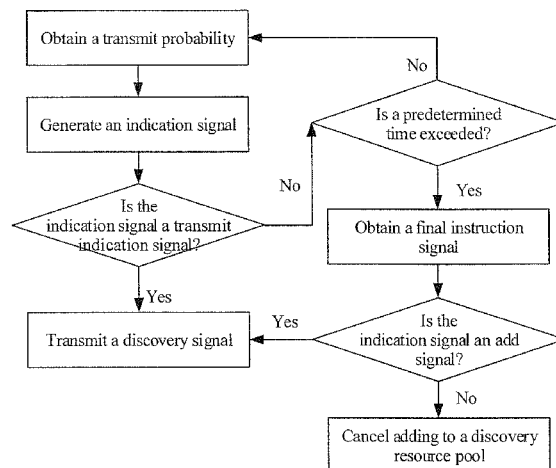 Obtain a transmit probability
Generate an indication signal
Is the
indication signal a transmit
indication signal?
No
Yes
Transmit a discovery signal
No
Is a predetermined
time exceeded?
Yes
Obtain a final instruction
signal
Is the
indication signal an add
signal?
Yes
No
Cancel adding to a discovery
resource pool